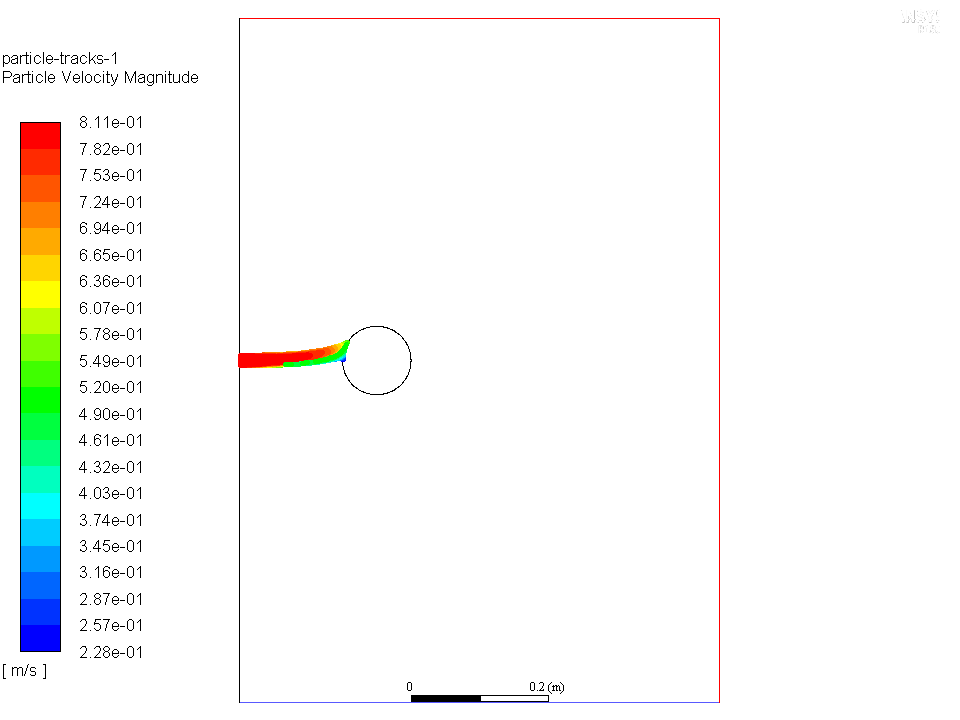 particle-tracks-1
Particle Velocity Magnitude
8.11e-01
7.82e-01
7.53e-01
7.24e-01
6.94e-01
6.65e-01
6.36e-01
6.07e-01
5.78e-01
5.49e-01
5.20e-01
4.90e-01
4.61e-01
4.32e-01
4.03e-01
3.74e-01
3.45e-01
3.16e-01
2.87e-01
2.57e-01
2.28e-01
[ m/s ]
0 0.2 (m)